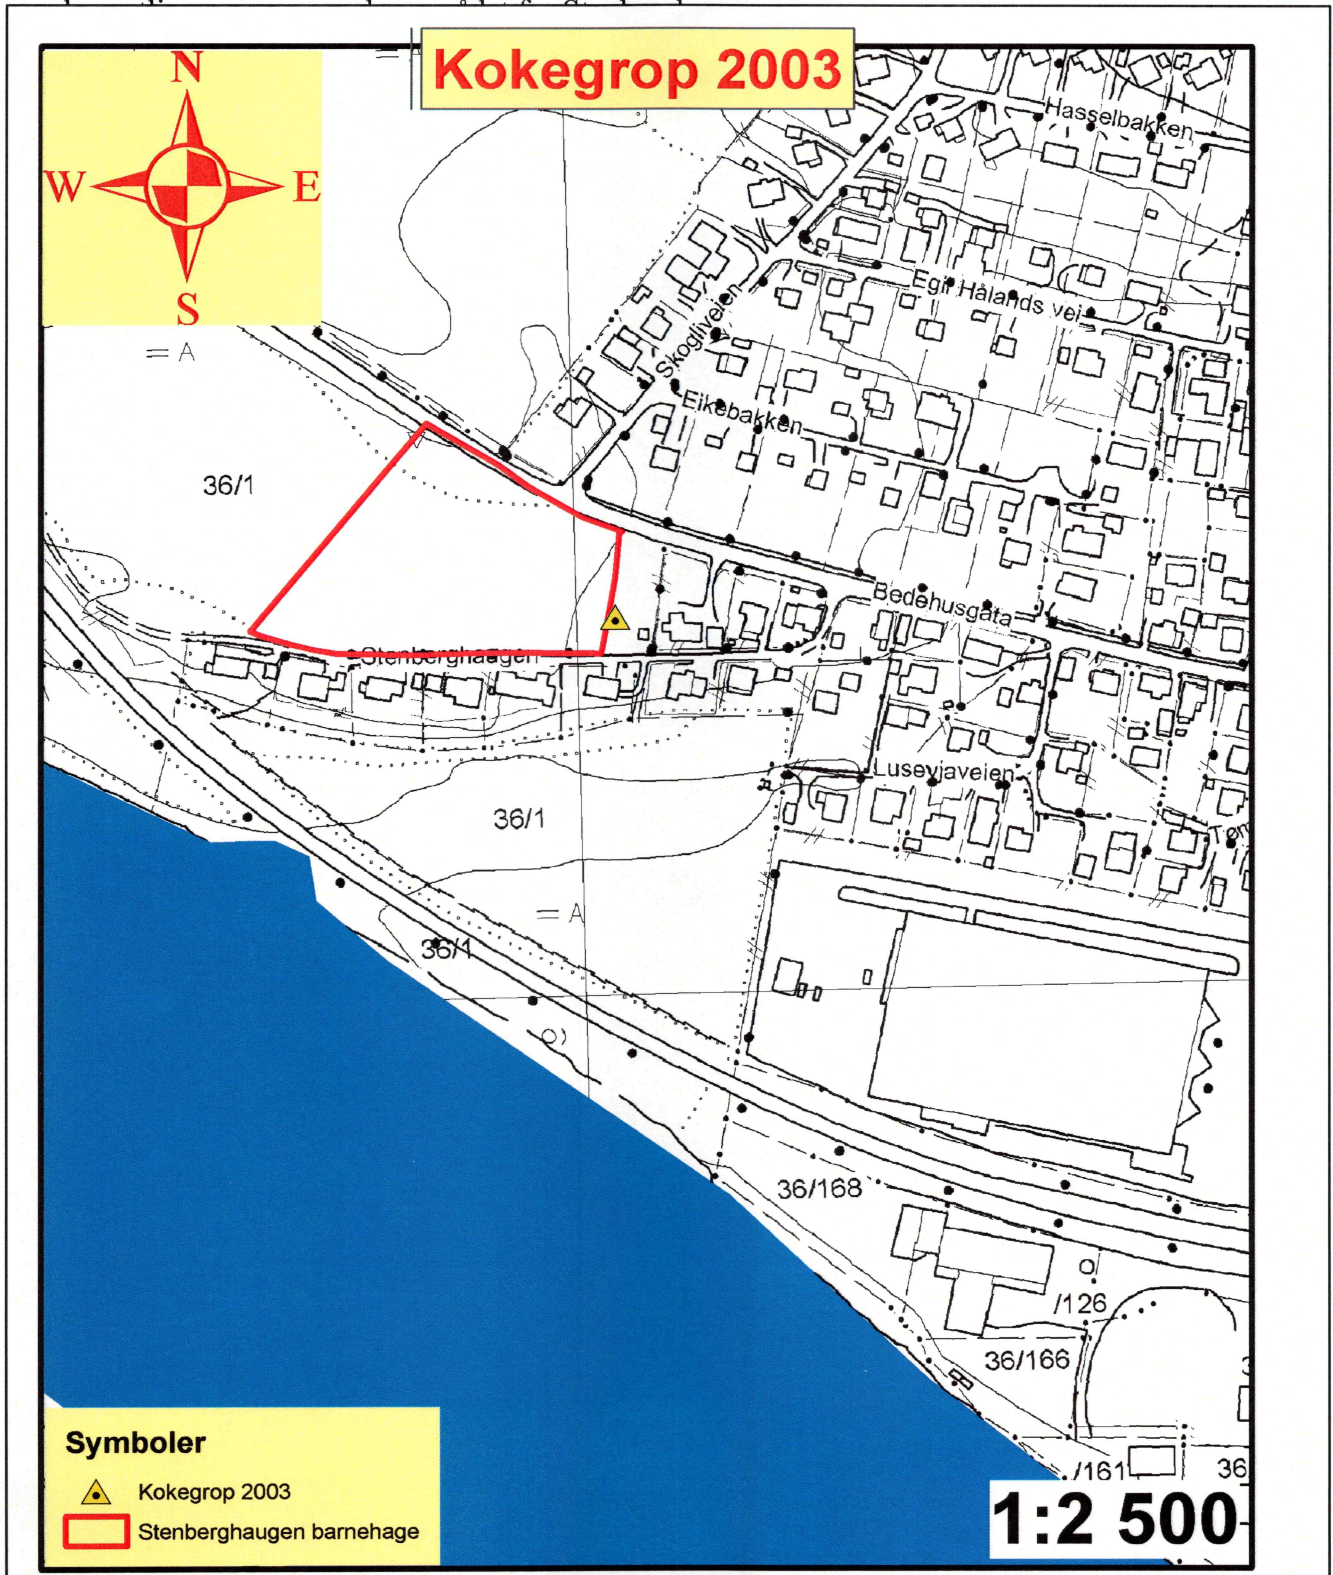 Kokegrop 2003
N
W E
S
= A
Hasselbakken
Egil Hålands vei
Skogliveien
Eikebakken
36/1
Bedehusgata
Stenberghaugen
Lusevjaveien
36/1
= A
36/1
36/168
/126
36/166
/161
36
Symboler
Kokegrop 2003
Stenberghaugen barnehage
1:2 500